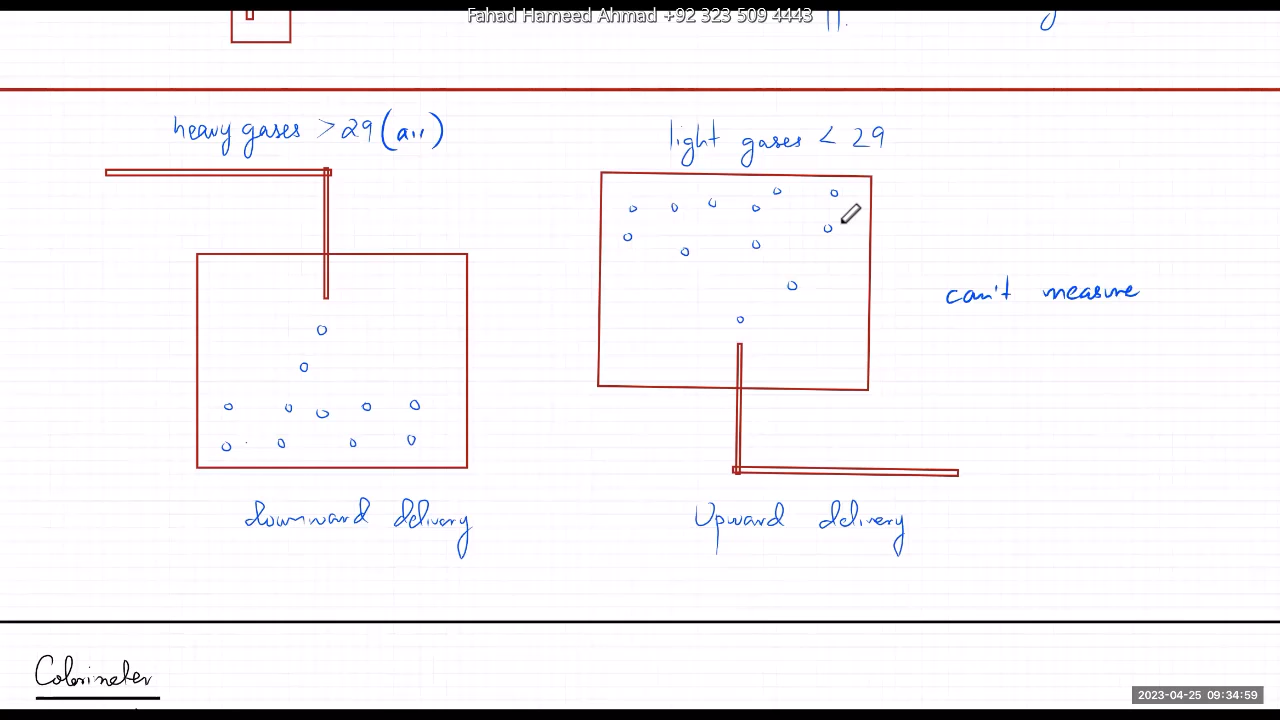 Fahad Hameed Ahmad +92 323 509 4443
heavy gases > 29 (air)
light gases < 29
can't measure
downward delivery
Upward delivery
Colorimeter
2023-04-25 09:34:59